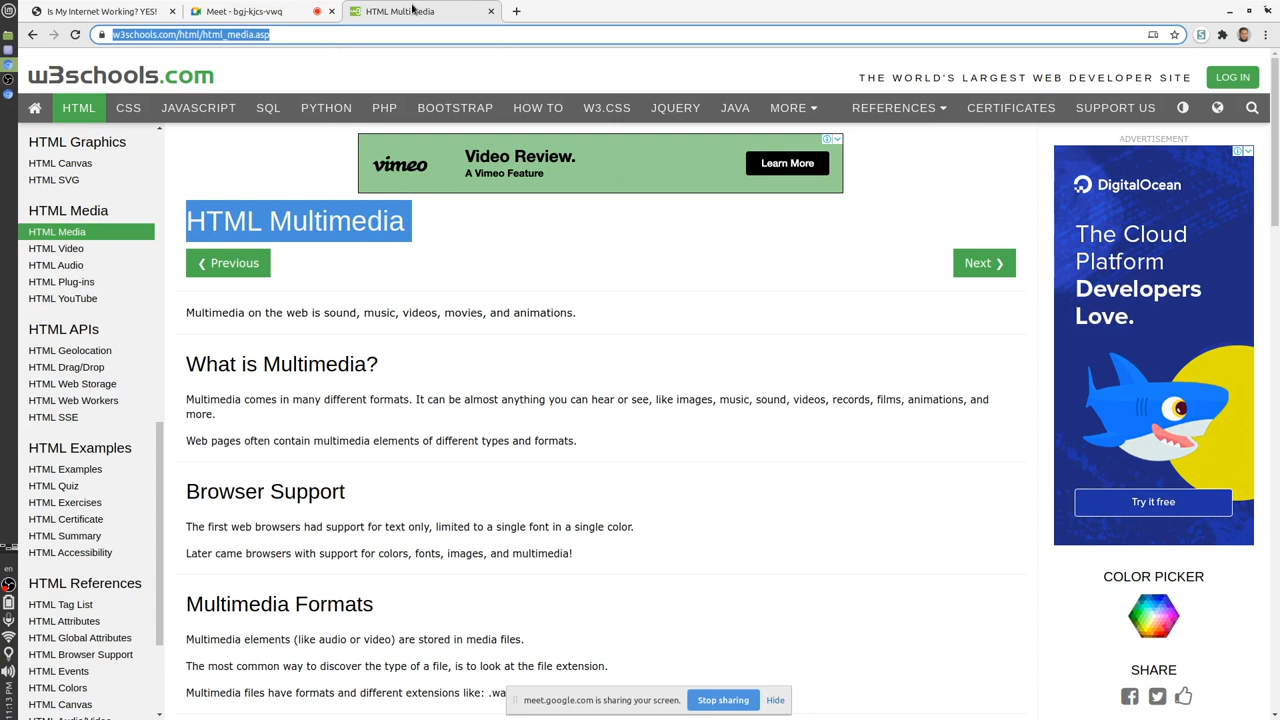 Is My Internet Working? YES!
Meet - bgj-kjcs-vwq
HTML Multimedia
w3schools.com/html/html_media.asp
w3schools.com
THE WORLD'S LARGEST WEB DEVELOPER SITE
LOG IN
HTML CSS JAVASCRIPT SQL PYTHON PHP BOOTSTRAP HOW TO W3.CSS JQUERY JAVA MORE REFERENCES CERTIFICATES SUPPORT US
HTML Graphics
HTML Canvas
HTML SVG
HTML Media
HTML Media
HTML Video
HTML Audio
HTML Plug-ins
HTML YouTube
HTML APIs
HTML Geolocation
HTML Drag/Drop
HTML Web Storage
HTML Web Workers
HTML SSE
HTML Examples
HTML Examples
HTML Quiz
HTML Exercises
HTML Certificate
HTML Summary
HTML Accessibility
HTML References
HTML Tag List
HTML Attributes
HTML Global Attributes
HTML Browser Support
HTML Events
HTML Colors
HTML Canvas
HTML Audio/Video
vimeo
Video Review.
A Vimeo Feature
Learn More
HTML Multimedia
❮ Previous
Next ❯
Multimedia on the web is sound, music, videos, movies, and animations.
What is Multimedia?
Multimedia comes in many different formats. It can be almost anything you can hear or see, like images, music, sound, videos, records, films, animations, and
more.
Web pages often contain multimedia elements of different types and formats.
Browser Support
The first web browsers had support for text only, limited to a single font in a single color.
Later came browsers with support for colors, fonts, images, and multimedia!
Multimedia Formats
Multimedia elements (like audio or video) are stored in media files.
The most common way to discover the type of a file, is to look at the file extension.
Multimedia files have formats and different extensions like: .wa
meet.google.com is sharing your screen.
Stop sharing
Hide
ADVERTISEMENT
DigitalOcean
The Cloud
Platform
Developers
Love.
Try it free
COLOR PICKER
SHARE
en
11:13 PM